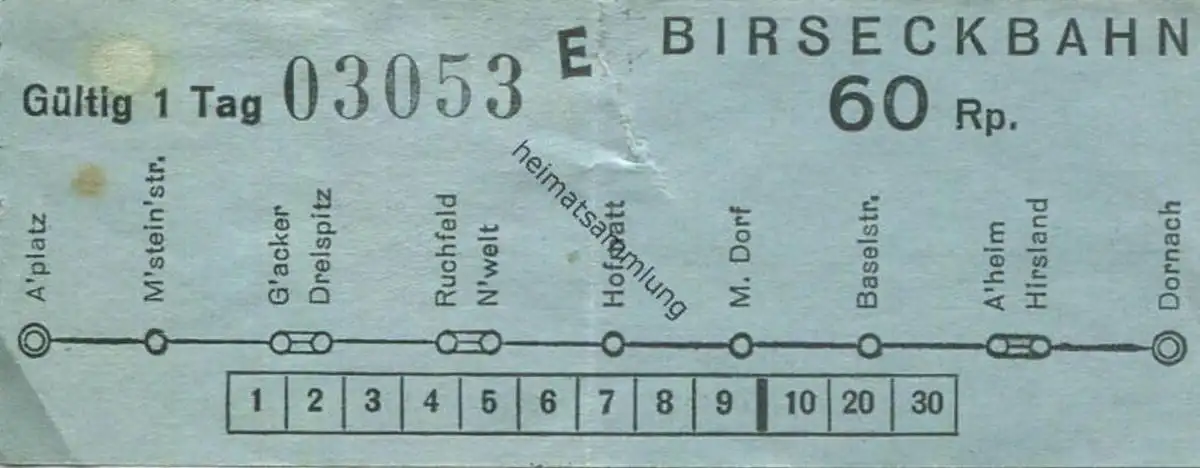 BIRSECKBAHN
E
Gültig 1 Tag 03053
60 Rp.
heimatsammlung
A'platz
M'stein'str.
G'acker
Dreispitz
Ruchfeld
N'welt
Hofmatt
M. Dorf
Baselstr.
A'heim
Hirsland
Dornach
1 2 3 4 5 6 7 8 9 10 20 30